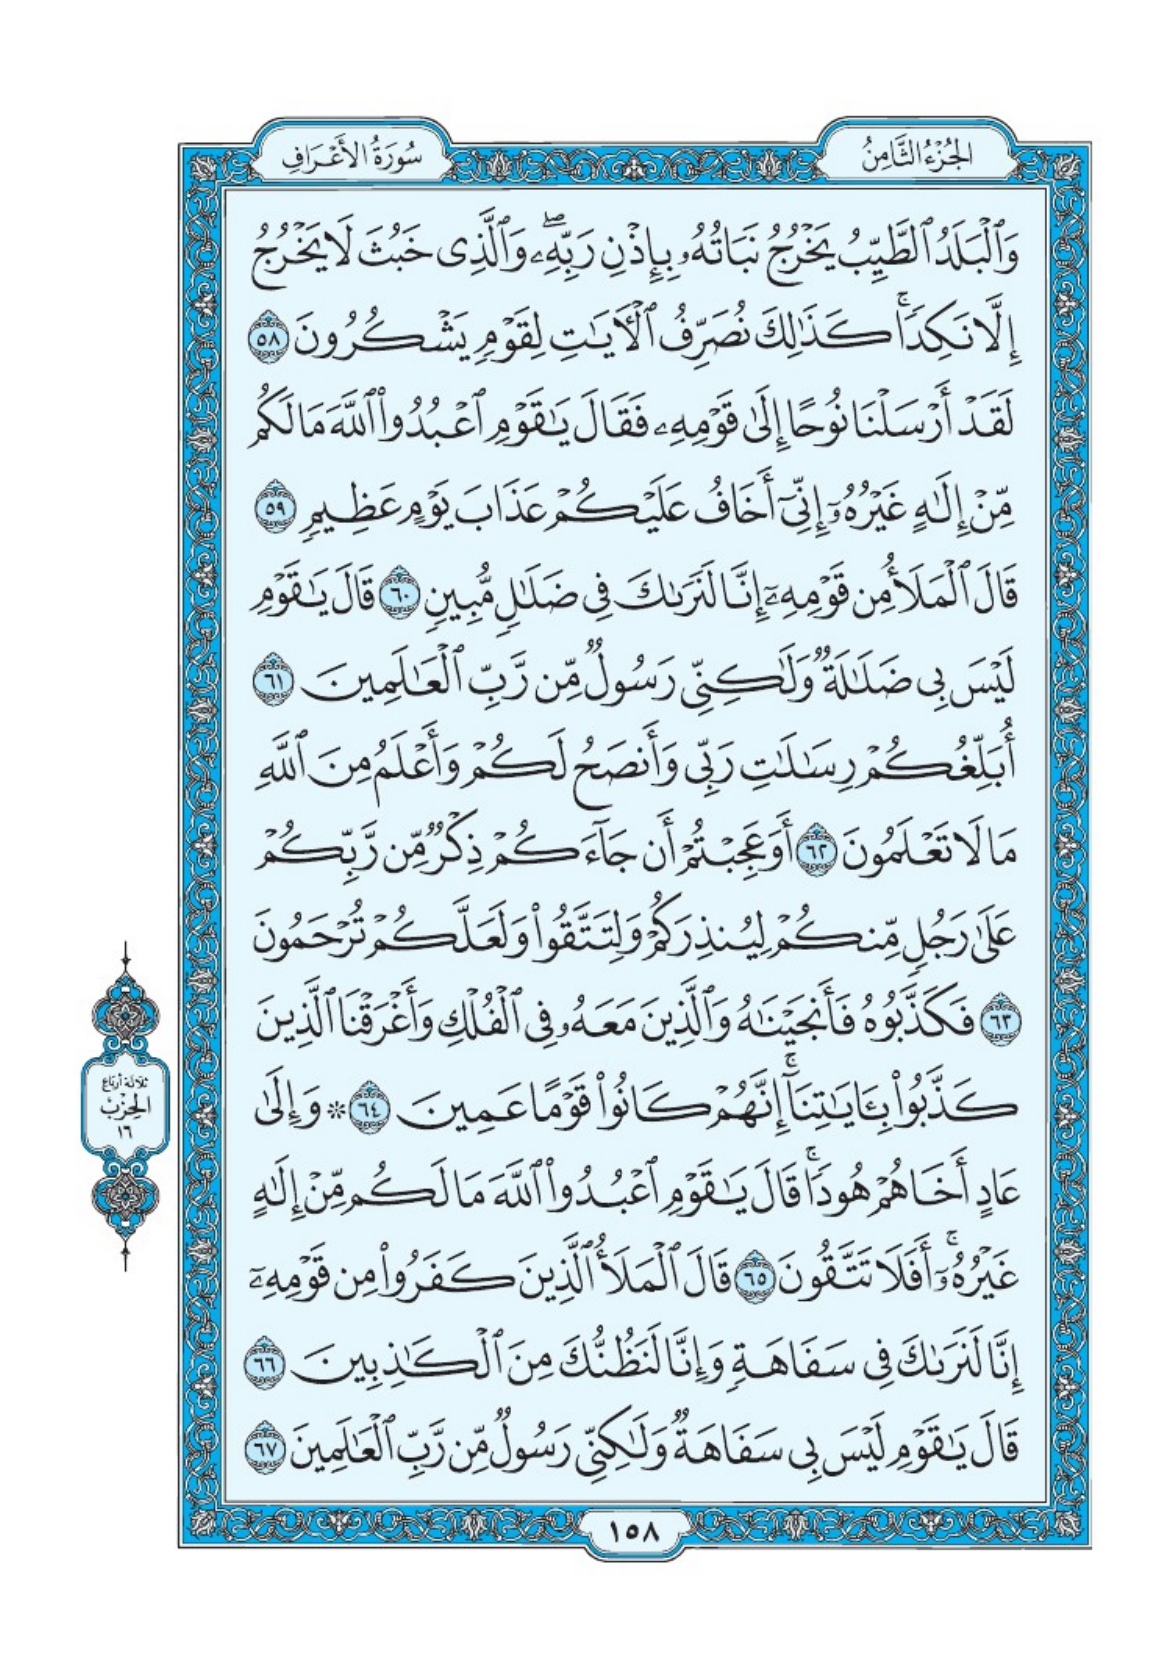 الجُزْءُ الثَّامِنُ
سُورَةُ الأَعْرَافِ
وَٱلْبَلَدُ ٱلطَّيِّبُ يَخْرُجُ نَبَاتُهُۥ بِإِذْنِ رَبِّهِۦۖ وَٱلَّذِى خَبُثَ لَا يَخْرُجُ
إِلَّا نَكِدًاۚ كَذَٰلِكَ نُصَرِّفُ ٱلْءَايَٰتِ لِقَوْمٍ يَشْكُرُونَ ٥٨
لَقَدْ أَرْسَلْنَا نُوحًا إِلَىٰ قَوْمِهِۦ فَقَالَ يَٰقَوْمِ ٱعْبُدُوا۟ ٱللَّهَ مَا لَكُم
مِّنْ إِلَٰهٍ غَيْرُهُۥٓ إِنِّىٓ أَخَافُ عَلَيْكُمْ عَذَابَ يَوْمٍ عَظِيمٍ ٥٩
قَالَ ٱلْمَلَأُ مِن قَوْمِهِۦٓ إِنَّا لَنَرَىٰكَ فِى ضَلَٰلٍ مُّبِينٍ ٦٠ قَالَ يَٰقَوْمِ
لَيْسَ بِى ضَلَٰلَةٌ وَلَٰكِنِّى رَسُولٌ مِّن رَّبِّ ٱلْعَٰلَمِينَ ٦١
أُبَلِّغُكُمْ رِسَٰلَٰتِ رَبِّى وَأَنصَحُ لَكُمْ وَأَعْلَمُ مِنَ ٱللَّهِ
مَا لَا تَعْلَمُونَ ٦٢ أَوَعَجِبْتُمْ أَن جَآءَكُمْ ذِكْرٌ مِّن رَّبِّكُمْ
عَلَىٰ رَجُلٍ مِّنكُمْ لِيُنذِرَكُمْ وَلِتَتَّقُوا۟ وَلَعَلَّكُمْ تُرْحَمُونَ
٦٣ فَكَذَّبُوهُ فَأَنجَيْنَٰهُ وَٱلَّذِينَ مَعَهُۥ فِى ٱلْفُلْكِ وَأَغْرَقْنَا ٱلَّذِينَ
كَذَّبُوا۟ بِـَٔايَٰتِنَآۚ إِنَّهُمْ كَانُوا۟ قَوْمًا عَمِينَ ٦٤ * وَإِلَىٰ
عَادٍ أَخَاهُمْ هُودًاۚ قَالَ يَٰقَوْمِ ٱعْبُدُوا۟ ٱللَّهَ مَا لَكُم مِّنْ إِلَٰهٍ
غَيْرُهُۥٓۚ أَفَلَا تَتَّقُونَ ٦٥ قَالَ ٱلْمَلَأُ ٱلَّذِينَ كَفَرُوا۟ مِن قَوْمِهِۦٓ
إِنَّا لَنَرَىٰكَ فِى سَفَاهَةٍ وَإِنَّا لَنَظُنُّكَ مِنَ ٱلْكَٰذِبِينَ ٦٦
قَالَ يَٰقَوْمِ لَيْسَ بِى سَفَاهَةٌ وَلَٰكِنِّى رَسُولٌ مِّن رَّبِّ ٱلْعَٰلَمِينَ ٦٧
ثلاثة أرباع
الحِزْبُ
١٦
١٥٨